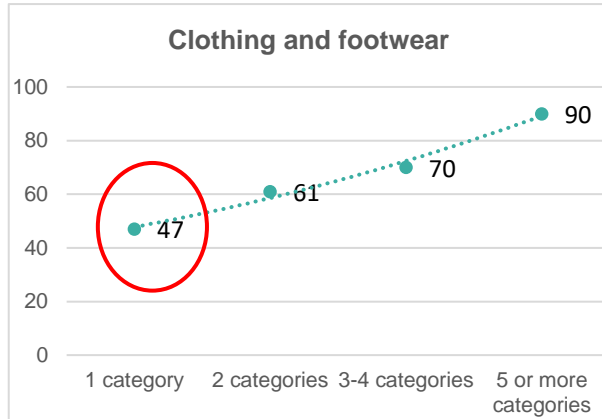 Clothing and footwear
100
80
60
40
20
0
47
61
70
90
1 category
2 categories
3-4 categories
5 or more
categories